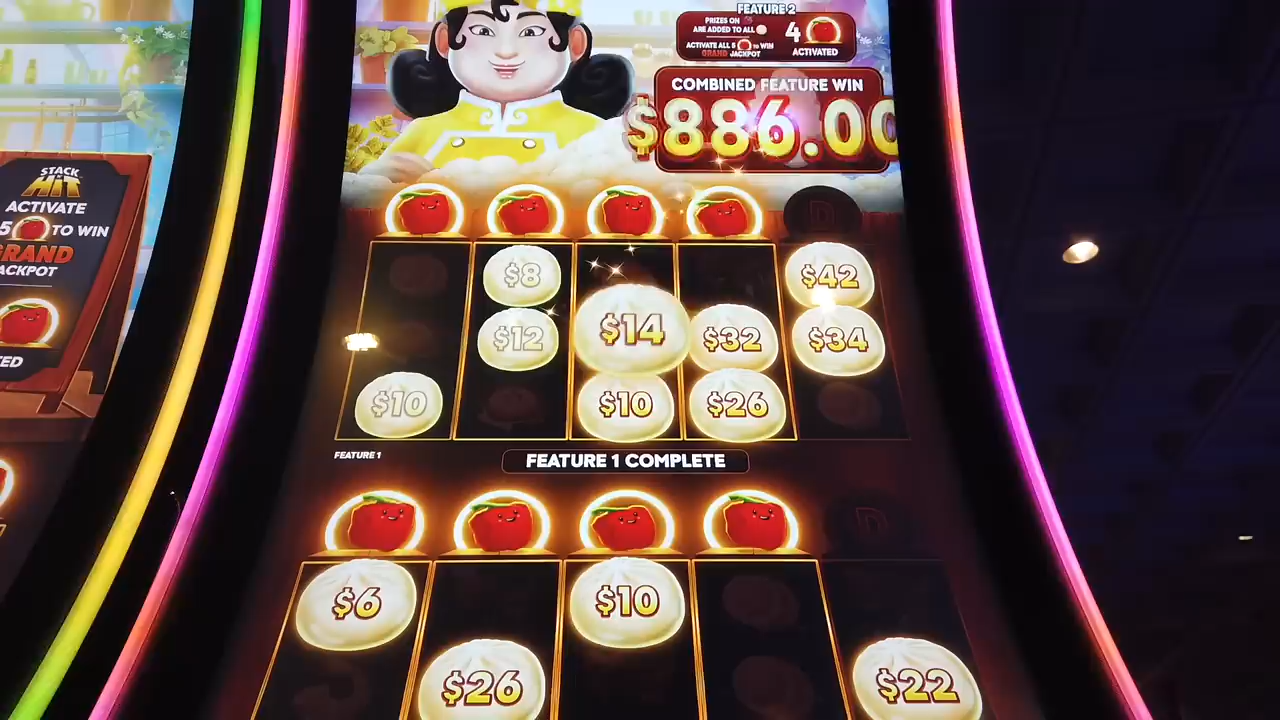 FEATURE 2
PRIZES ON
ARE ADDED TO ALL
4
ACTIVATED
ACTIVATE ALL 5 TO WIN
GRAND JACKPOT
COMBINED FEATURE WIN
$886.00
STACK
HIT
ACTIVATE
5 TO WIN
GRAND
JACKPOT
$8
$42
$12
$14
$32
$34
$10
$10
$26
FEATURE 1
FEATURE 1 COMPLETE
$6
$10
$26
$22